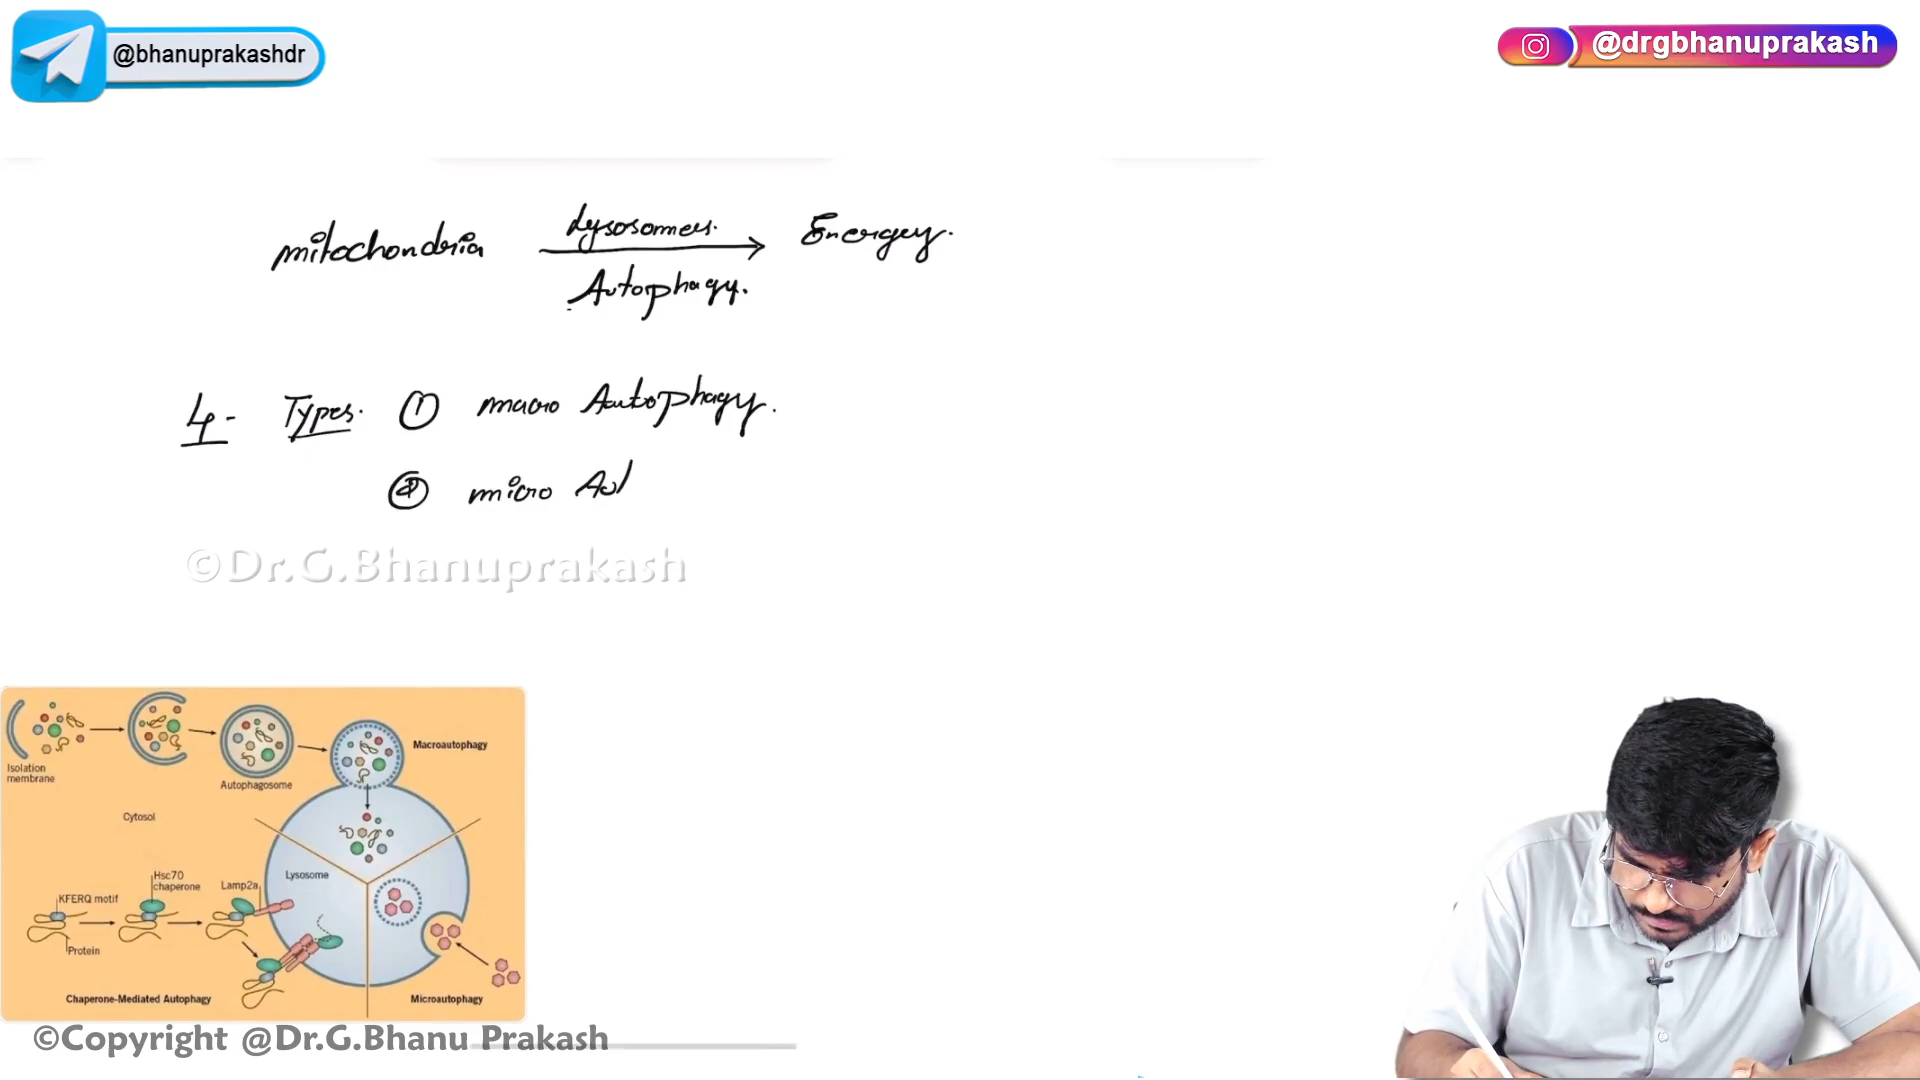 @bhanuprakashdr
@drgbhanuprakash
mitochondria Lysosomes. Energy.
Autophagy.
4- Types. ① macro Autophagy.
② micro Aut
©Dr.G.Bhanuprakash
Isolation
membrane
Autophagosome
Macroautophagy
Cytosol
Lysosome
KFERQ motif
Hsc70
chaperone
Lamp2a
Protein
Chaperone-Mediated Autophagy
Microautophagy
©Copyright @Dr.G.Bhanu Prakash